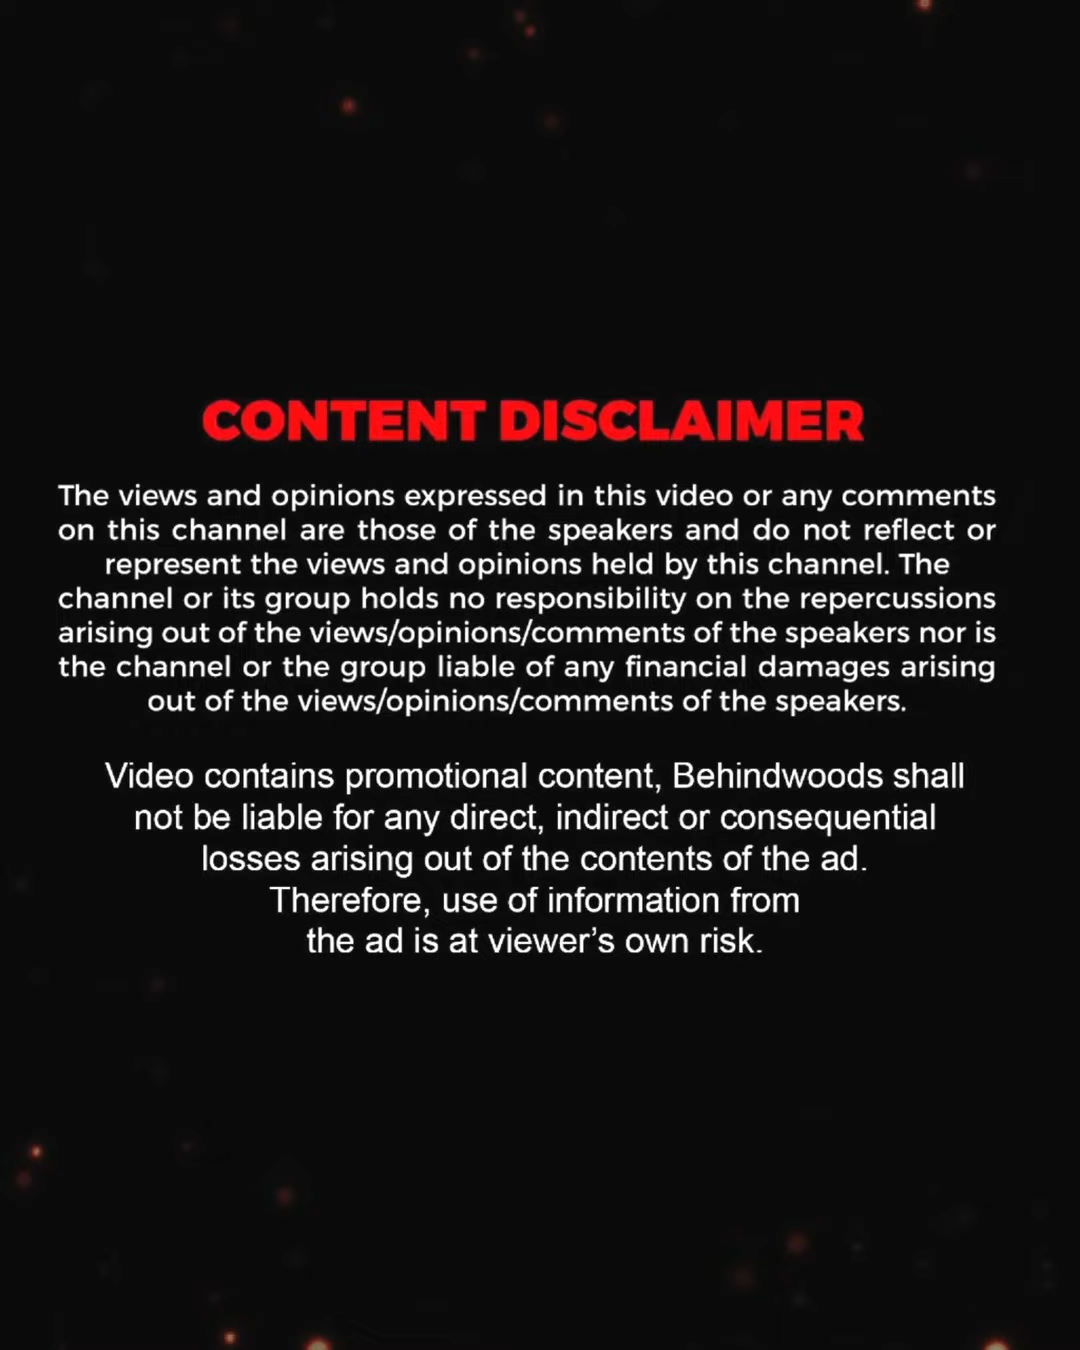 CONTENT DISCLAIMER
The views and opinions expressed in this video or any comments
on this channel are those of the speakers and do not reflect or
represent the views and opinions held by this channel. The
channel or its group holds no responsibility on the repercussions
arising out of the views/opinions/comments of the speakers nor is
the channel or the group liable of any financial damages arising
out of the views/opinions/comments of the speakers.
Video contains promotional content, Behindwoods shall
not be liable for any direct, indirect or consequential
losses arising out of the contents of the ad.
Therefore, use of information from
the ad is at viewer’s own risk.